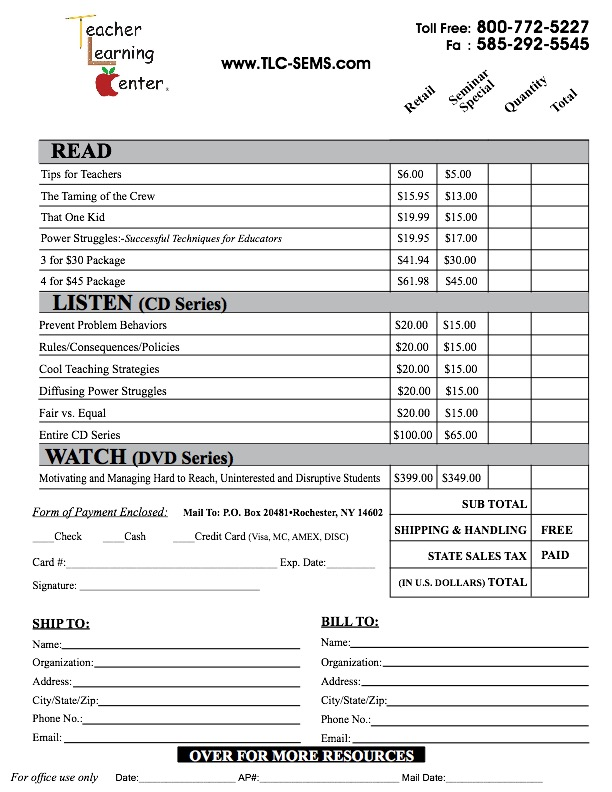 Teacher
Learning
Center
Toll Free: 800-772-5227
Fa : 585-292-5545
www.TLC-SEMS.com
Retail Seminar Special Quantity Total
READ
Tips for Teachers $6.00 $5.00
The Taming of the Crew $15.95 $13.00
That One Kid $19.99 $15.00
Power Struggles:-Successful Techniques for Educators $19.95 $17.00
3 for $30 Package $41.94 $30.00
4 for $45 Package $61.98 $45.00
LISTEN (CD Series)
Prevent Problem Behaviors $20.00 $15.00
Rules/Consequences/Policies $20.00 $15.00
Cool Teaching Strategies $20.00 $15.00
Diffusing Power Struggles $20.00 $15.00
Fair vs. Equal $20.00 $15.00
Entire CD Series $100.00 $65.00
WATCH (DVD Series)
Motivating and Managing Hard to Reach, Uninterested and Disruptive Students $399.00 $349.00
SUB TOTAL
SHIPPING & HANDLING FREE
STATE SALES TAX PAID
(IN U.S. DOLLARS) TOTAL
Form of Payment Enclosed: Mail To: P.O. Box 20481•Rochester, NY 14602
____Check ____Cash ____Credit Card (Visa, MC, AMEX, DISC)
Card #:____________________ Exp. Date:________
Signature: ____________________
SHIP TO:
Name:
Organization:
Address:
City/State/Zip:
Phone No.:
Email:
BILL TO:
Name:
Organization:
Address:
City/State/Zip:
Phone No.:
Email:
OVER FOR MORE RESOURCES
For office use only Date:________________ AP#:________________ Mail Date:________________